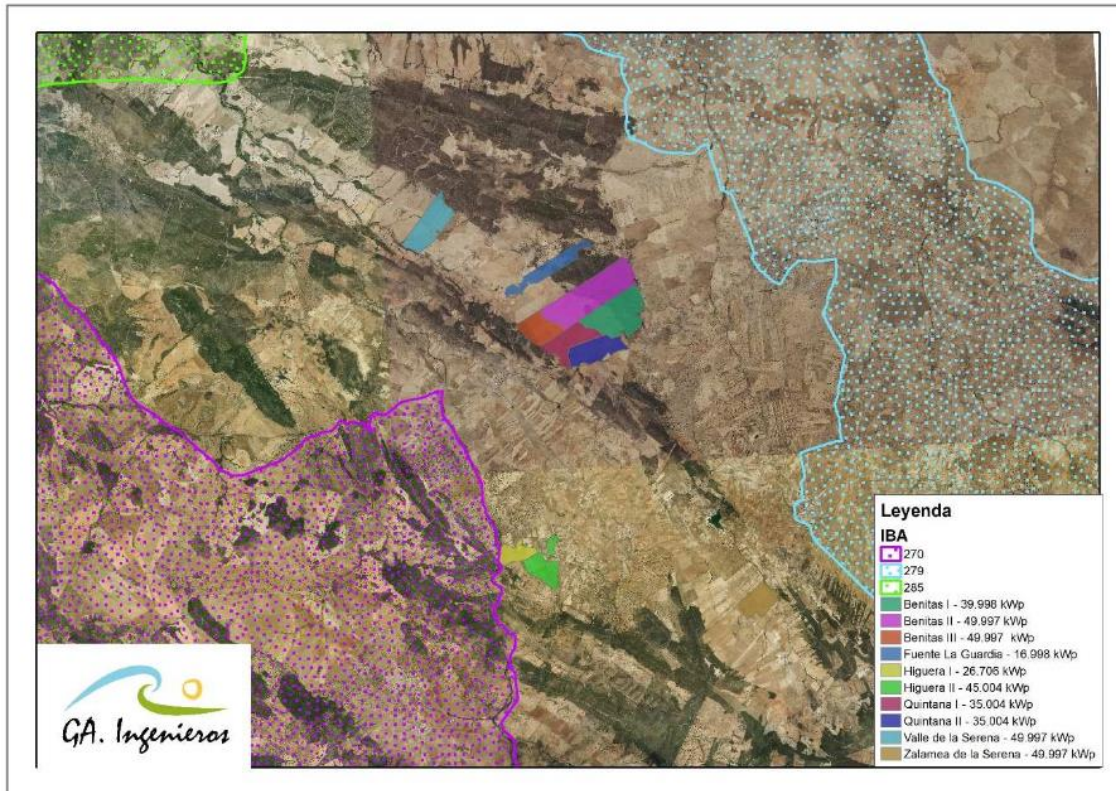 Leyenda
IBA
270
279
285
Benitas I - 39.998 kWp
Benitas II - 49.997 kWp
Benitas III - 49.997 kWp
Fuente La Guardia - 16.998 kWp
Higuera I - 26.706 kWp
Higuera II - 45.004 kWp
Quintana I - 35.004 kWp
Quintana II - 35.004 kWp
Valle de la Serena - 49.997 kWp
Zalamea de la Serena - 49.997 kWp
GA. Ingenieros